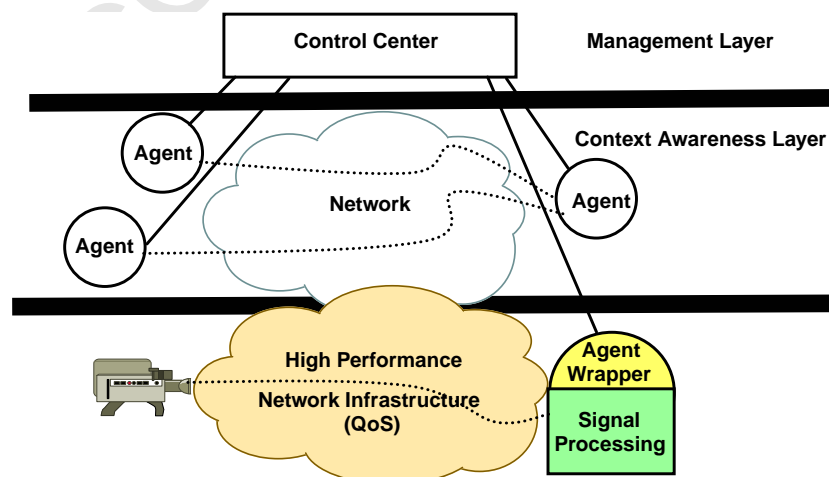 Control Center
Management Layer
Agent
Context Awareness Layer
Network
Agent
Agent
High Performance
Network Infrastructure
(QoS)
Agent
Wrapper
Signal
Processing